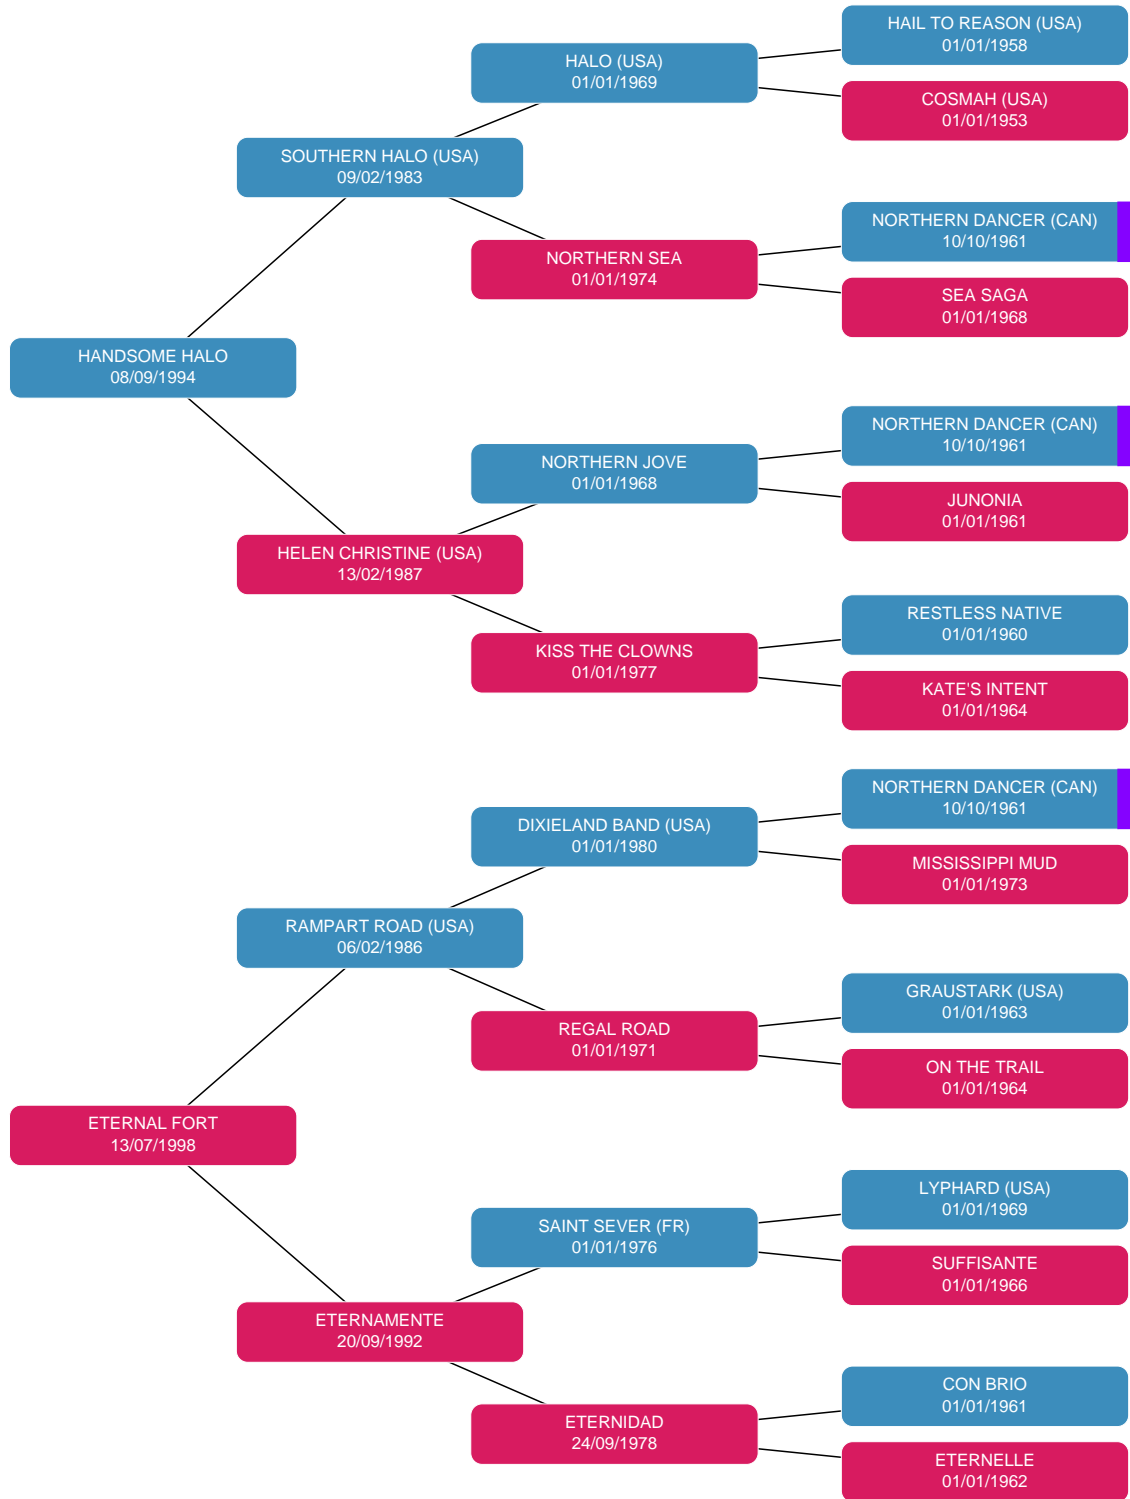 HAIL TO REASON (USA)
01/01/1958
HALO (USA)
01/01/1969
COSMAH (USA)
01/01/1953
SOUTHERN HALO (USA)
09/02/1983
NORTHERN DANCER (CAN)
10/10/1961
NORTHERN SEA
01/01/1974
SEA SAGA
01/01/1968
HANDSOME HALO
08/09/1994
NORTHERN DANCER (CAN)
10/10/1961
NORTHERN JOVE
01/01/1968
JUNONIA
01/01/1961
HELEN CHRISTINE (USA)
13/02/1987
RESTLESS NATIVE
01/01/1960
KISS THE CLOWNS
01/01/1977
KATE'S INTENT
01/01/1964
NORTHERN DANCER (CAN)
10/10/1961
DIXIELAND BAND (USA)
01/01/1980
MISSISSIPPI MUD
01/01/1973
RAMPART ROAD (USA)
06/02/1986
GRAUSTARK (USA)
01/01/1963
REGAL ROAD
01/01/1971
ON THE TRAIL
01/01/1964
ETERNAL FORT
13/07/1998
LYPHARD (USA)
01/01/1969
SAINT SEVER (FR)
01/01/1976
SUFFISANTE
01/01/1966
ETERNAMENTE
20/09/1992
CON BRIO
01/01/1961
ETERNIDAD
24/09/1978
ETERNELLE
01/01/1962